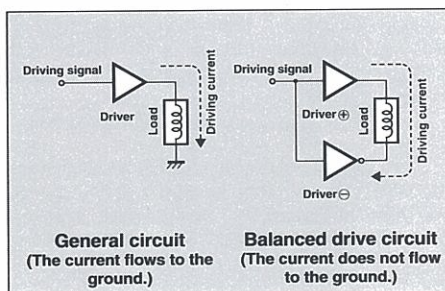 Driving signal
Driver
Load
Driving current
General circuit
(The current flows to the
ground.)
Driving signal
Driver⊕
Load
Driving current
Driver⊖
Balanced drive circuit
(The current does not flow
to the ground.)